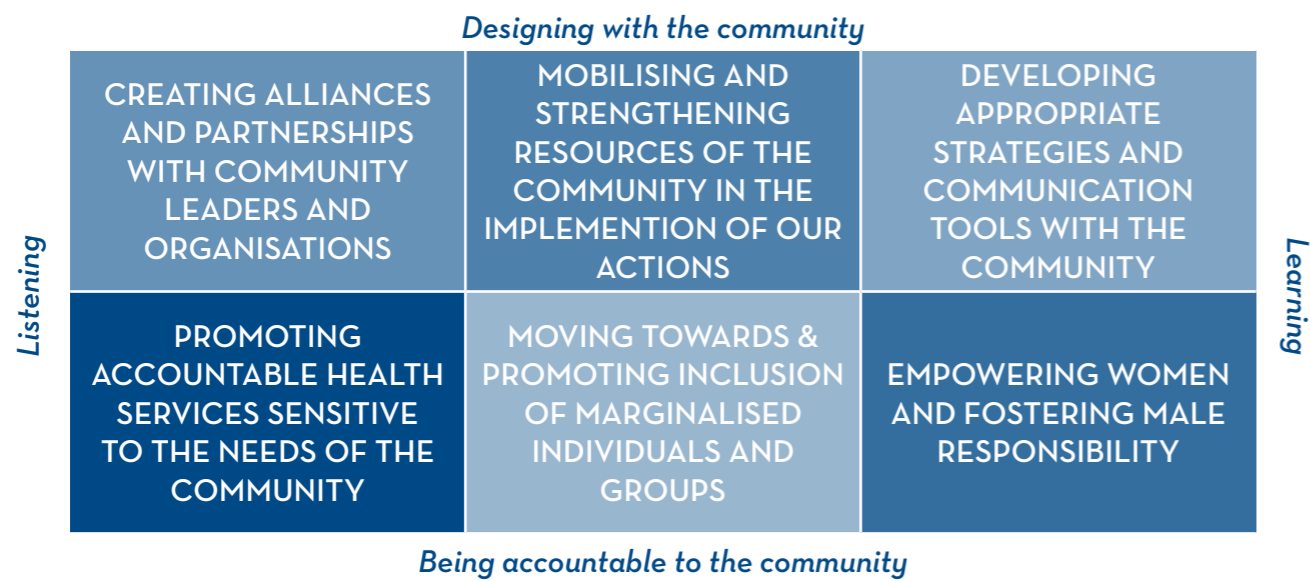 Designing with the community
CREATING ALLIANCES
AND PARTNERSHIPS
WITH COMMUNITY
LEADERS AND
ORGANISATIONS
MOBILISING AND
STRENGTHENING
RESOURCES OF THE
COMMUNITY IN THE
IMPLEMENTION OF OUR
ACTIONS
DEVELOPING
APPROPRIATE
STRATEGIES AND
COMMUNICATION
TOOLS WITH THE
COMMUNITY
Listening
Learning
PROMOTING
ACCOUNTABLE HEALTH
SERVICES SENSITIVE
TO THE NEEDS OF THE
COMMUNITY
MOVING TOWARDS &
PROMOTING INCLUSION
OF MARGINALISED
INDIVIDUALS AND
GROUPS
EMPOWERING WOMEN
AND FOSTERING MALE
RESPONSIBILITY
Being accountable to the community